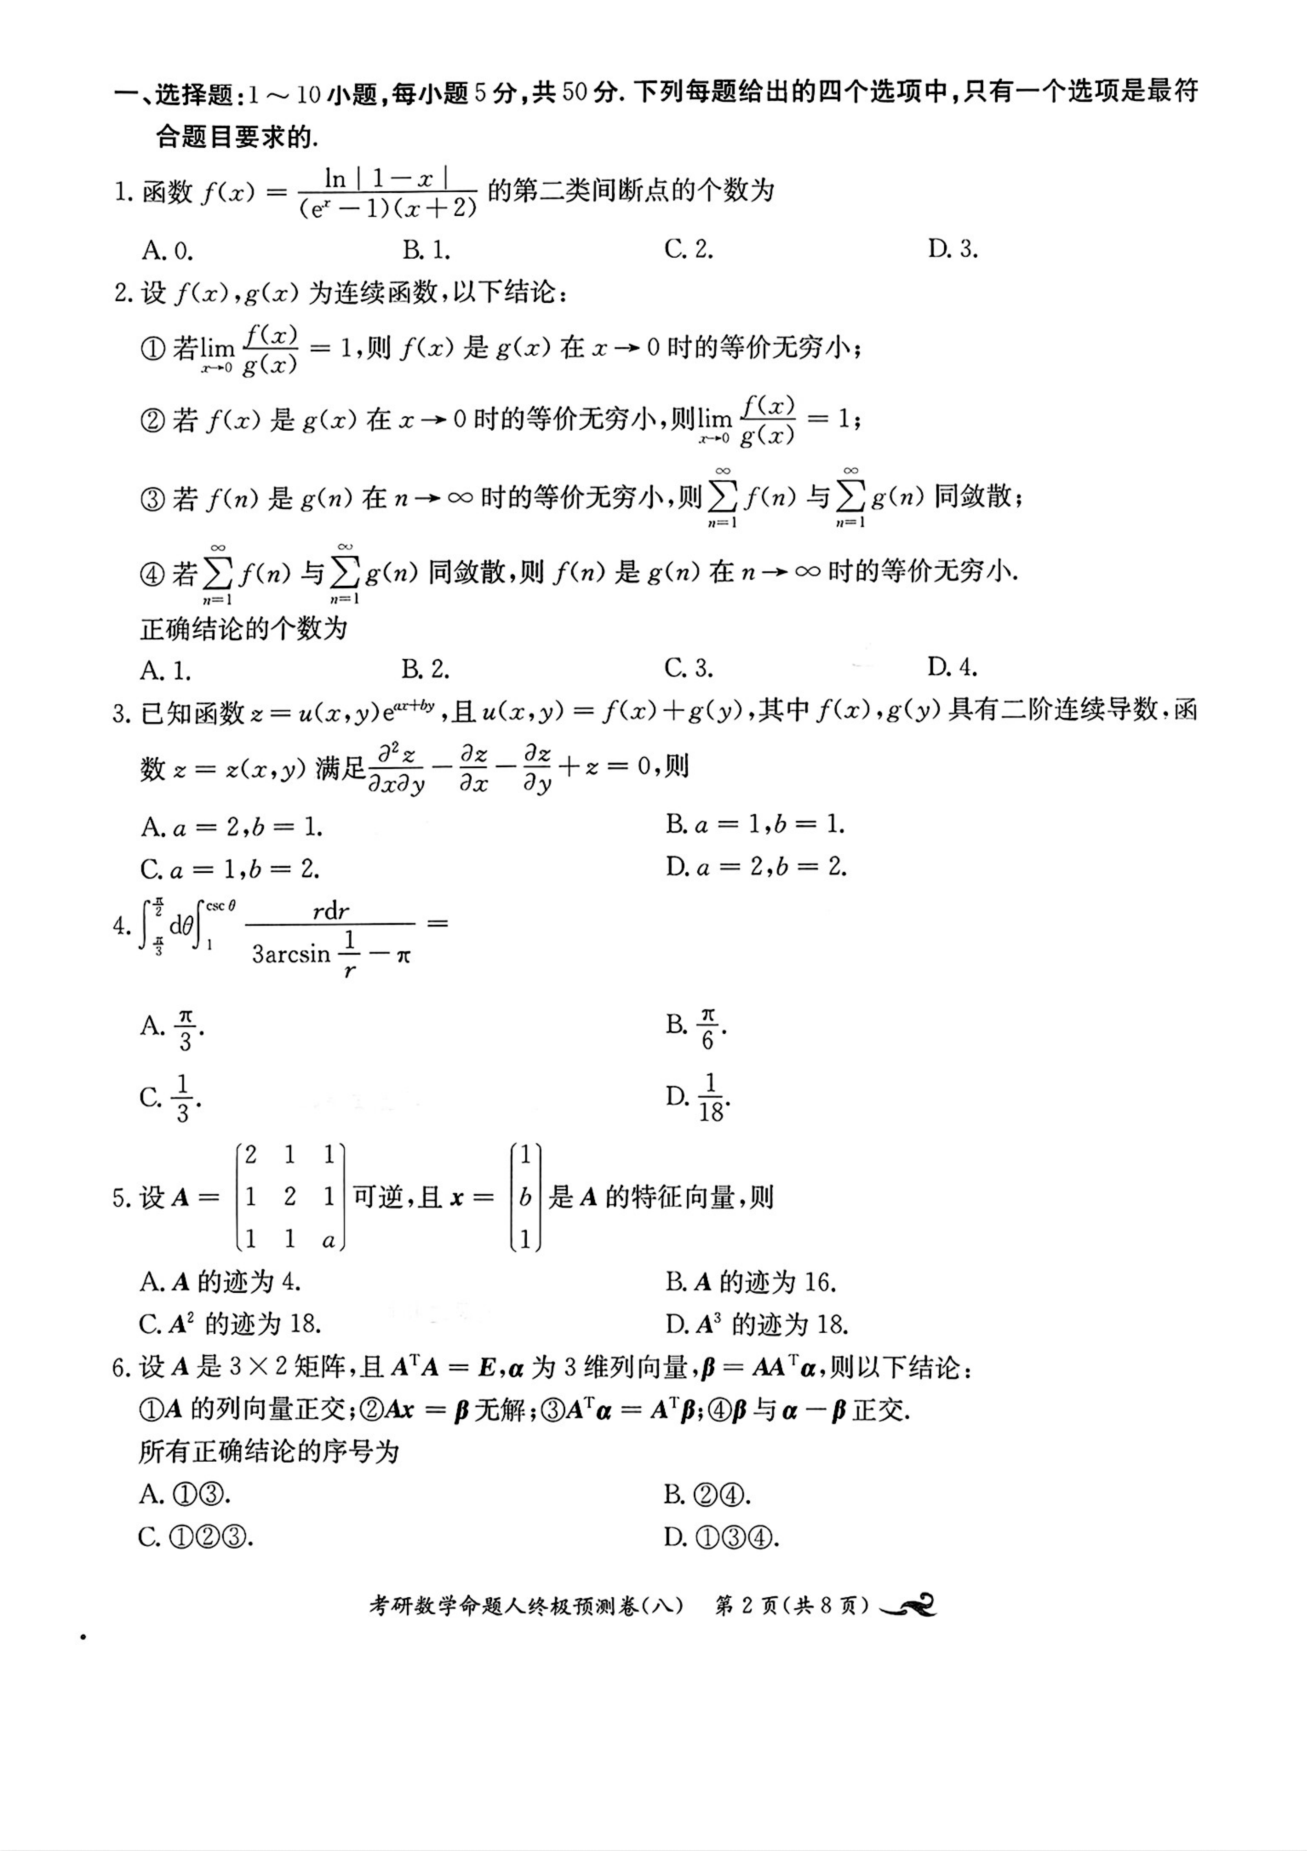 一、选择题:1～10小题,每小题5分,共50分.下列每题给出的四个选项中,只有一个选项是最符
合题目要求的.
1. 函数 f(x) = ln|1-x| / (e^x-1)(x+2) 的第二类间断点的个数为
A. 0. B. 1. C. 2. D. 3.
2. 设 f(x),g(x) 为连续函数,以下结论:
① 若 lim_{x→0} f(x)/g(x) = 1,则 f(x) 是 g(x) 在 x→0 时的等价无穷小;
② 若 f(x) 是 g(x) 在 x→0 时的等价无穷小,则 lim_{x→0} f(x)/g(x) = 1;
③ 若 f(n) 是 g(n) 在 n→∞ 时的等价无穷小,则 ∑_{n=1}^{∞} f(n) 与 ∑_{n=1}^{∞} g(n) 同敛散;
④ 若 ∑_{n=1}^{∞} f(n) 与 ∑_{n=1}^{∞} g(n) 同敛散,则 f(n) 是 g(n) 在 n→∞ 时的等价无穷小.
正确结论的个数为
A. 1. B. 2. C. 3. D. 4.
3. 已知函数 z = u(x,y)e^{ax+by},且 u(x,y) = f(x)+g(y),其中 f(x),g(y) 具有二阶连续导数,函
数 z = z(x,y) 满足 ∂²z/∂x∂y - ∂z/∂x - ∂z/∂y + z = 0,则
A. a = 2,b = 1. B. a = 1,b = 1.
C. a = 1,b = 2. D. a = 2,b = 2.
4. ∫_{π/3}^{π/2} dθ ∫_{1}^{csc θ} rdr / (3arcsin 1/r - π) =
A. π/3. B. π/6.
C. 1/3. D. 1/18.
5. 设 A = (2 1 1; 1 2 1; 1 1 a) 可逆,且 x = (1; b; 1) 是 A 的特征向量,则
A. A 的迹为 4. B. A 的迹为 16.
C. A² 的迹为 18. D. A³ 的迹为 18.
6. 设 A 是 3×2 矩阵,且 AᵀA = E,α 为 3 维列向量,β = AAᵀα,则以下结论:
①A 的列向量正交;②Ax = β 无解;③Aᵀα = Aᵀβ;④β 与 α-β 正交.
所有正确结论的序号为
A. ①③. B. ②④.
C. ①②③. D. ①③④.
考研数学命题人终极预测卷(八) 第2页(共8页)